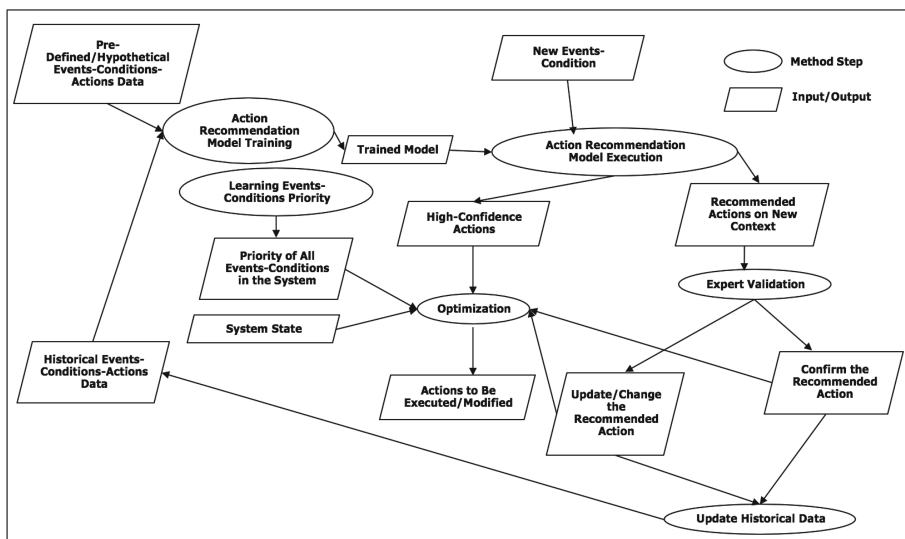 Pre-
Defined/Hypothetical
Events-Conditions-
Actions Data
New Events-
Condition
Method Step
Input/Output
Action
Recommendation
Model Training
Trained Model
Action Recommendation
Model Execution
Learning Events-
Conditions Priority
High-Confidence
Actions
Recommended
Actions on New
Context
Priority of All
Events-Conditions
in the System
Expert Validation
Optimization
System State
Historical Events-
Conditions-Actions
Data
Actions to Be
Executed/Modified
Update/Change
the
Recommended
Action
Confirm the
Recommended
Action
Update Historical Data